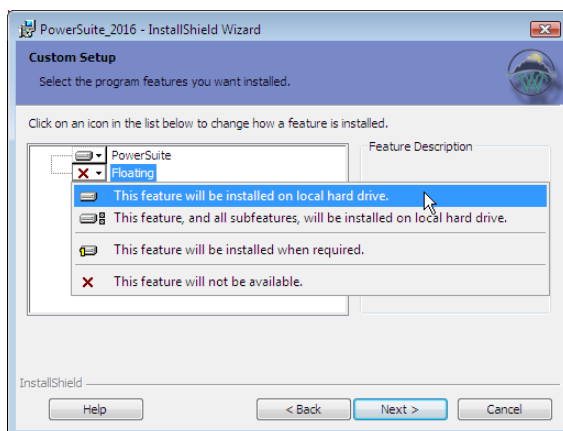 PowerSuite_2016 - InstallShield Wizard
Custom Setup
Select the program features you want installed.
Click on an icon in the list below to change how a feature is installed.
PowerSuite
Feature Description
Floating
This feature will be installed on local hard drive.
This feature, and all subfeatures, will be installed on local hard drive.
This feature will be installed when required.
This feature will not be available.
InstallShield
Help
< Back
Next >
Cancel